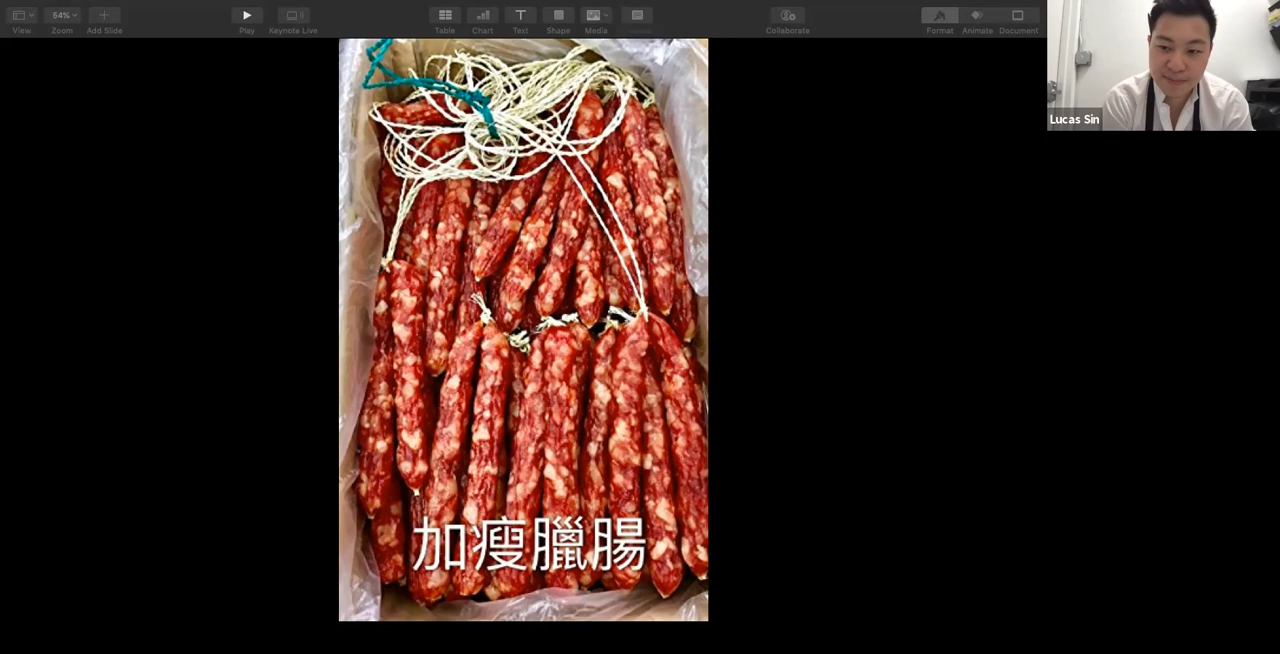 54%
View
Zoom
Add Slide
Play
Keynote Live
Table
Chart
Text
Shape
Media
Collaborate
Format
Animate
Document
Lucas Sin
加瘦臘腸